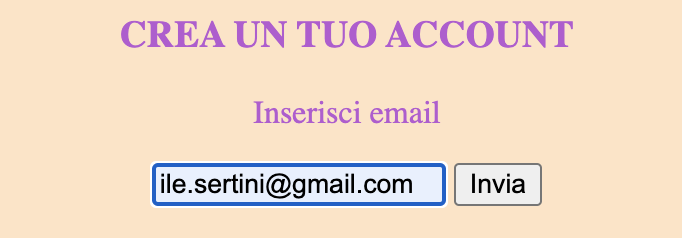 CREA UN TUO ACCOUNT
Inserisci email
ile.sertini@gmail.com Invia